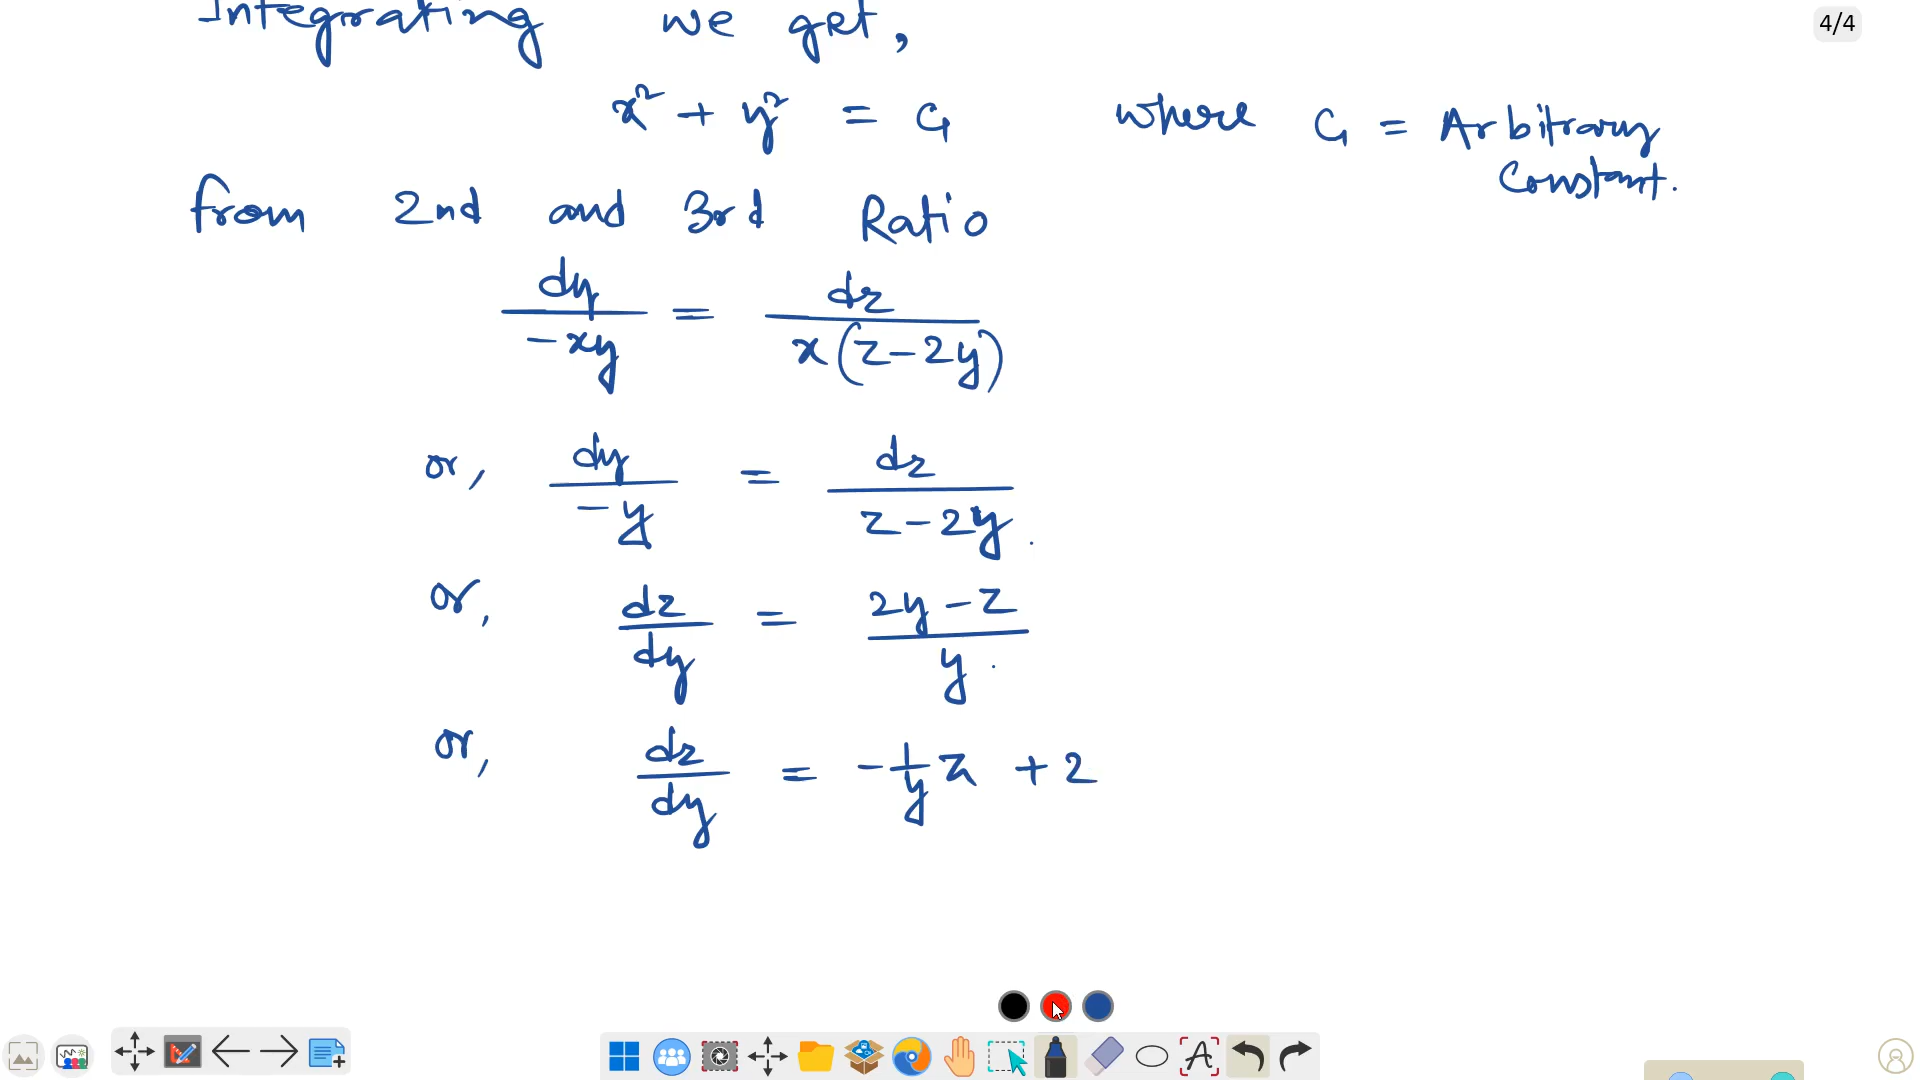 4/4
Integrating we get,
x² + y² = C₁ where C₁ = Arbitrary
Constant.
from 2nd and 3rd Ratio
dy/-xy = dz/x(z-2y)
or, dy/-y = dz/z-2y.
or, dz/dy = 2y-z/y.
or, dz/dy = -1/y z + 2